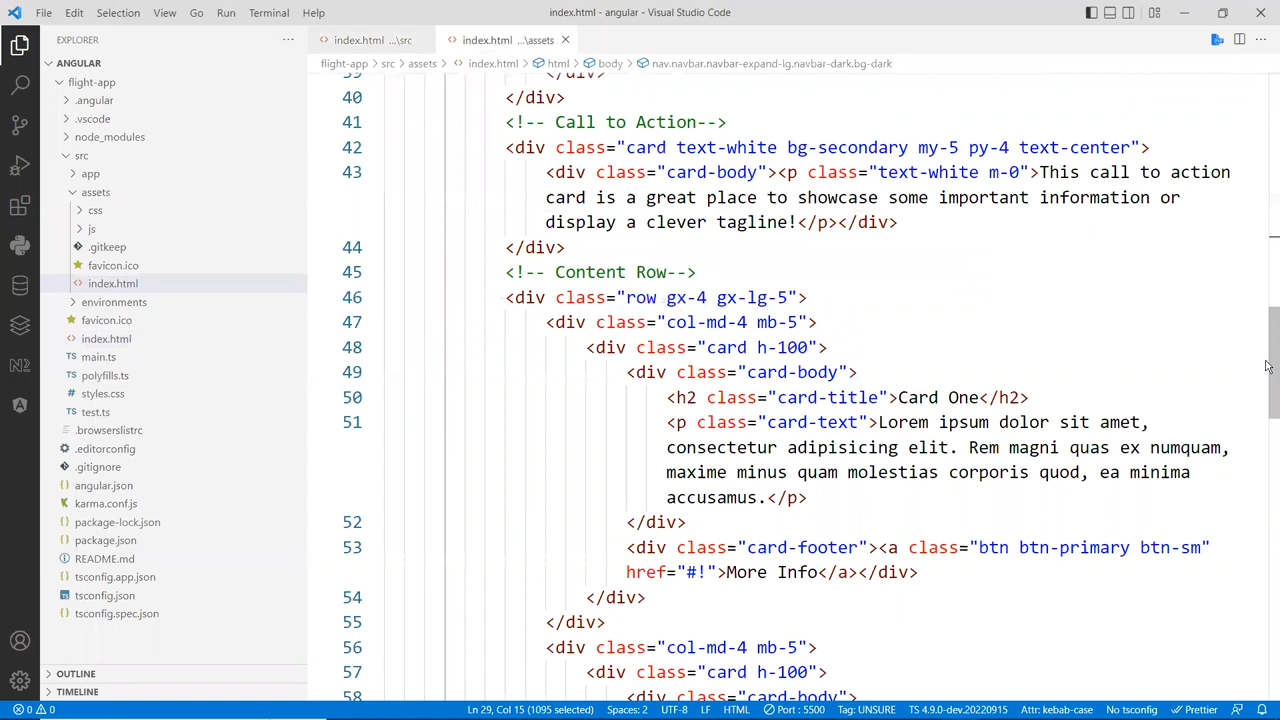 File Edit Selection View Go Run Terminal Help index.html - angular - Visual Studio Code
EXPLORER
ANGULAR
flight-app
.angular
.vscode
node_modules
src
app
assets
css
js
.gitkeep
favicon.ico
index.html
environments
favicon.ico
index.html
TS main.ts
TS polyfills.ts
styles.css
TS test.ts
.browserslistrc
.editorconfig
.gitignore
angular.json
karma.conf.js
package-lock.json
package.json
README.md
tsconfig.app.json
tsconfig.json
tsconfig.spec.json
OUTLINE
TIMELINE
index.html ...\src index.html ...\assets
flight-app > src > assets > index.html > html > body > nav.navbar.navbar-expand-lg.navbar-dark.bg-dark
39 </div>
40 </div>
41 <!-- Call to Action-->
42 <div class="card text-white bg-secondary my-5 py-4 text-center">
43 <div class="card-body"><p class="text-white m-0">This call to action
card is a great place to showcase some important information or
display a clever tagline!</p></div>
44 </div>
45 <!-- Content Row-->
46 <div class="row gx-4 gx-lg-5">
47 <div class="col-md-4 mb-5">
48 <div class="card h-100">
49 <div class="card-body">
50 <h2 class="card-title">Card One</h2>
51 <p class="card-text">Lorem ipsum dolor sit amet,
consectetur adipisicing elit. Rem magni quas ex numquam,
maxime minus quam molestias corporis quod, ea minima
accusamus.</p>
52 </div>
53 <div class="card-footer"><a class="btn btn-primary btn-sm"
href="#!">More Info</a></div>
54 </div>
55 </div>
56 <div class="col-md-4 mb-5">
57 <div class="card h-100">
58 <div class="card-body">
0 0 Ln 29, Col 15 (1095 selected) Spaces: 2 UTF-8 LF HTML Port : 5500 Tag: UNSURE TS 4.9.0-dev.20220915 Attr: kebab-case No tsconfig Prettier